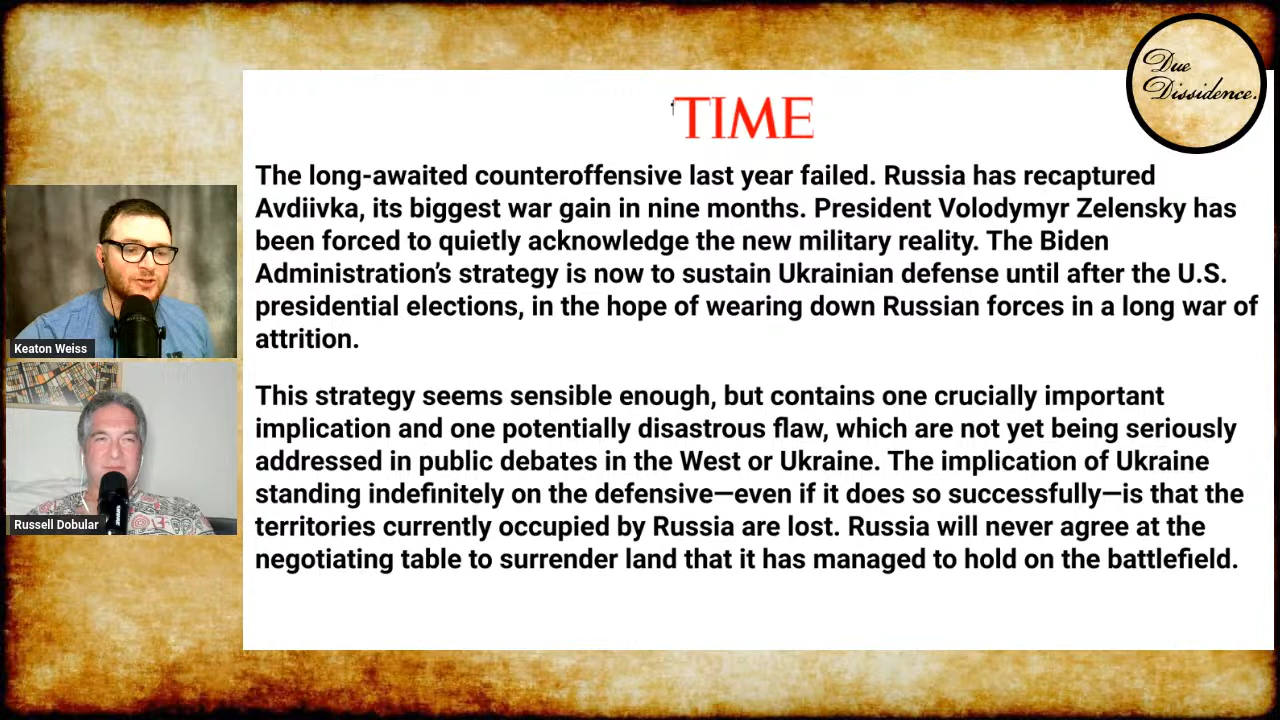 Due
Dissidence.
TIME
The long-awaited counteroffensive last year failed. Russia has recaptured
Avdiivka, its biggest war gain in nine months. President Volodymyr Zelensky has
been forced to quietly acknowledge the new military reality. The Biden
Administration’s strategy is now to sustain Ukrainian defense until after the U.S.
presidential elections, in the hope of wearing down Russian forces in a long war of
attrition.
This strategy seems sensible enough, but contains one crucially important
implication and one potentially disastrous flaw, which are not yet being seriously
addressed in public debates in the West or Ukraine. The implication of Ukraine
standing indefinitely on the defensive—even if it does so successfully—is that the
territories currently occupied by Russia are lost. Russia will never agree at the
negotiating table to surrender land that it has managed to hold on the battlefield.
Keaton Weiss
Russell Dobular